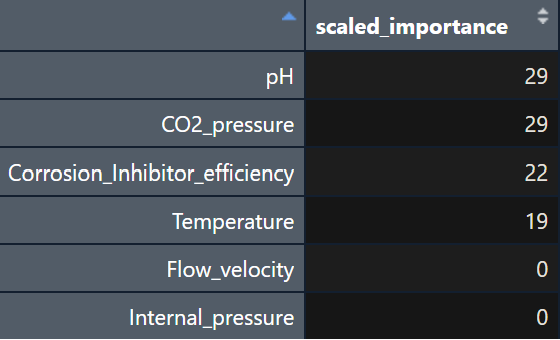 scaled_importance
pH 29
CO2_pressure 29
Corrosion_Inhibitor_efficiency 22
Temperature 19
Flow_velocity 0
Internal_pressure 0